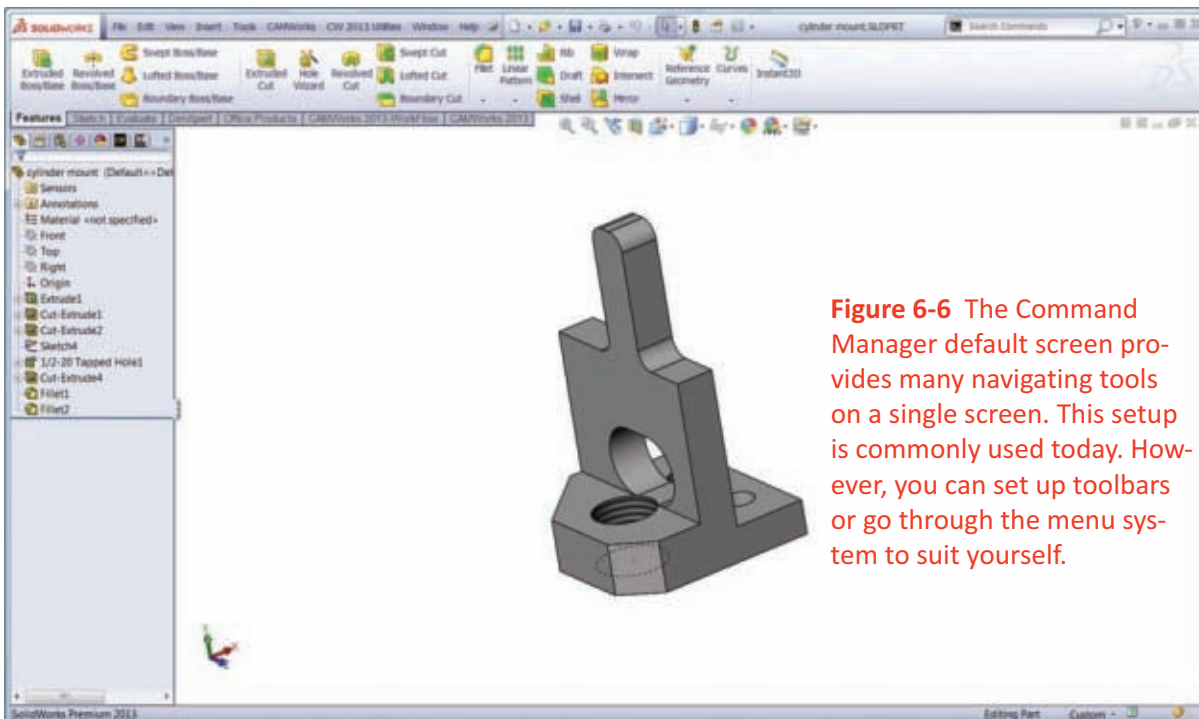 SOLIDWORKS File Edit View Insert Tools CAMWorks CW 2013 Utilities Window Help cylinder mount.SLDPRT Search Commands
Extruded Boss/Base
Revolved Boss/Base
Swept Boss/Base
Lofted Boss/Base
Boundary Boss/Base
Extruded Cut
Hole Wizard
Revolved Cut
Swept Cut
Lofted Cut
Boundary Cut
Fillet
Linear Pattern
Rib
Draft
Shell
Wrap
Intersect
Mirror
Reference Geometry
Curves
Instant3D
Features Sketch Evaluate DimXpert Office Products CAMWorks 2013-WorkFlow CAMWorks 2013
cylinder mount (Default<<Def
Sensors
Annotations
Material <not specified>
Front
Top
Right
Origin
Extrude1
Cut-Extrude1
Cut-Extrude2
Sketch4
1/2-20 Tapped Hole1
Cut-Extrude4
Fillet1
Fillet2
Figure 6-6 The Command
Manager default screen pro-
vides many navigating tools
on a single screen. This setup
is commonly used today. How-
ever, you can set up toolbars
or go through the menu sys-
tem to suit yourself.
SolidWorks Premium 2013 Editing Part Custom